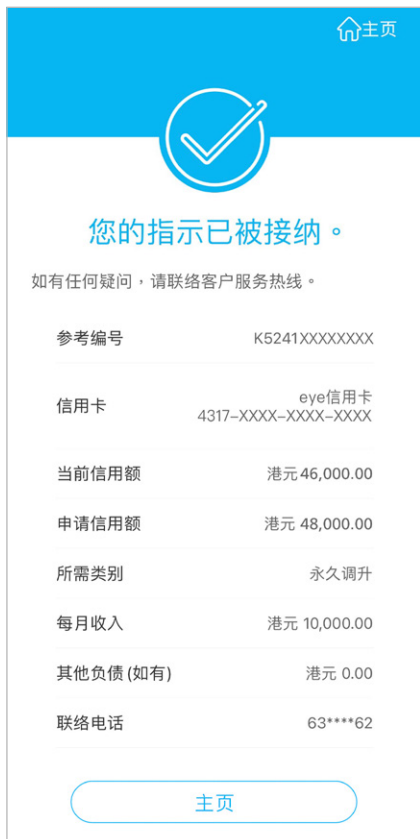 主页
您的指示已被接纳。
如有任何疑问，请联络客户服务热线。
参考编号 K5241XXXXXXXX
信用卡 eye信用卡
4317-XXXX-XXXX-XXXX
当前信用额 港元 46,000.00
申请信用额 港元 48,000.00
所需类别 永久调升
每月收入 港元 10,000.00
其他负债 (如有) 港元 0.00
联络电话 63****62
主页